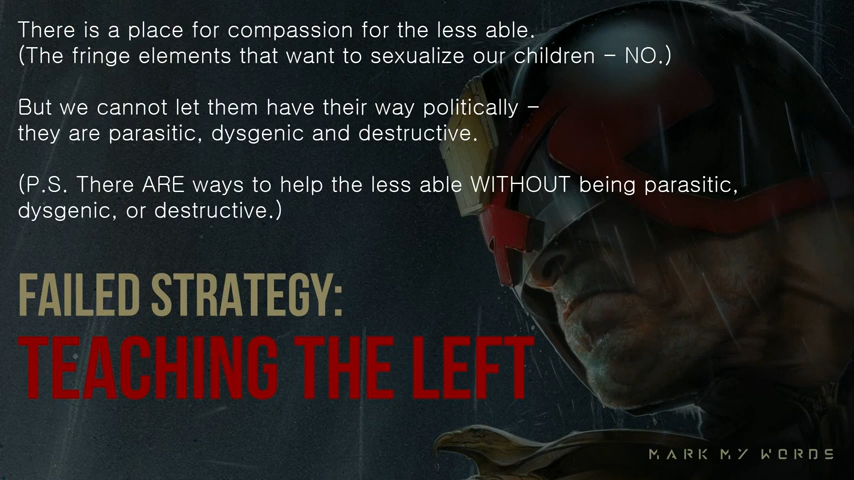 There is a place for compassion for the less able.
(The fringe elements that want to sexualize our children – NO.)
But we cannot let them have their way politically –
they are parasitic, dysgenic and destructive.
(P.S. There ARE ways to help the less able WITHOUT being parasitic,
dysgenic, or destructive.)
FAILED STRATEGY:
TEACHING THE LEFT
MARK MY WORDS